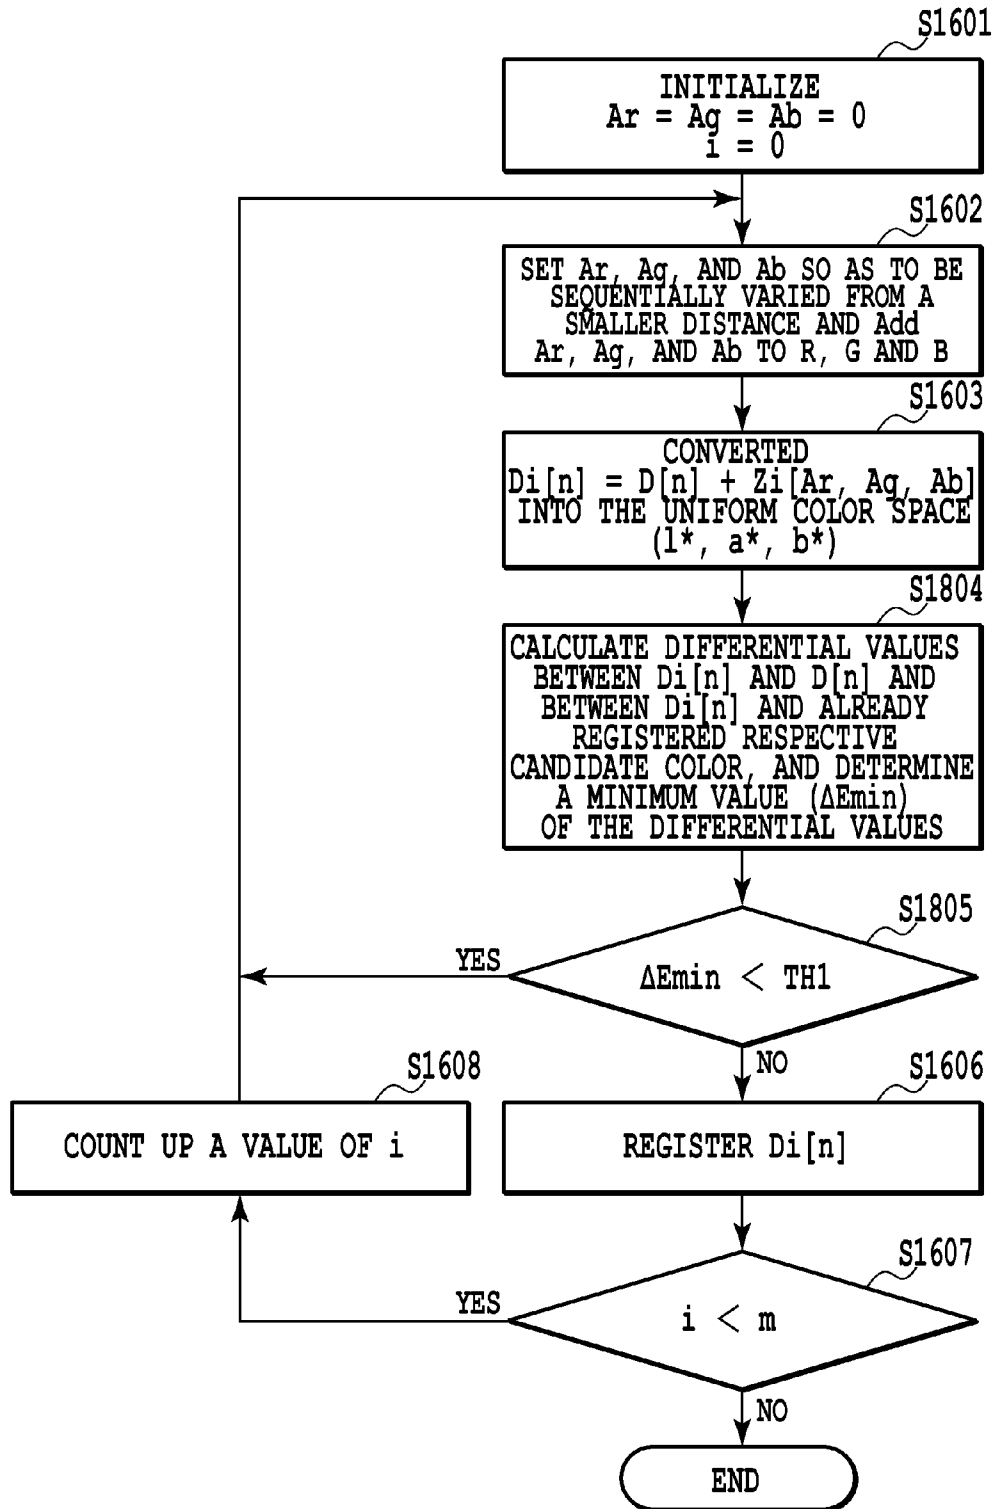 S1601
INITIALIZE
Ar = Ag = Ab = 0
i = 0
S1602
SET Ar, Ag, AND Ab SO AS TO BE
SEQUENTIALLY VARIED FROM A
SMALLER DISTANCE AND Add
Ar, Ag, AND Ab TO R, G AND B
S1603
CONVERTED
Di[n] = D[n] + Zi[Ar, Ag, Ab]
INTO THE UNIFORM COLOR SPACE
(l*, a*, b*)
S1804
CALCULATE DIFFERENTIAL VALUES
BETWEEN Di[n] AND D[n] AND
BETWEEN Di[n] AND ALREADY
REGISTERED RESPECTIVE
CANDIDATE COLOR, AND DETERMINE
A MINIMUM VALUE (ΔEmin)
OF THE DIFFERENTIAL VALUES
S1805
YES
ΔEmin < TH1
NO
S1608
COUNT UP A VALUE OF i
S1606
REGISTER Di[n]
S1607
YES
i < m
NO
END